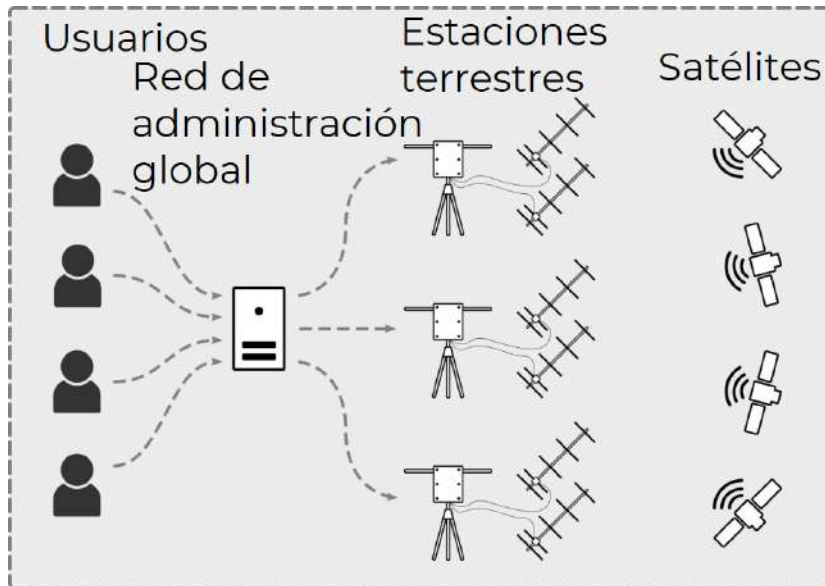 Usuarios
Red de
administración
global
Estaciones
terrestres
Satélites